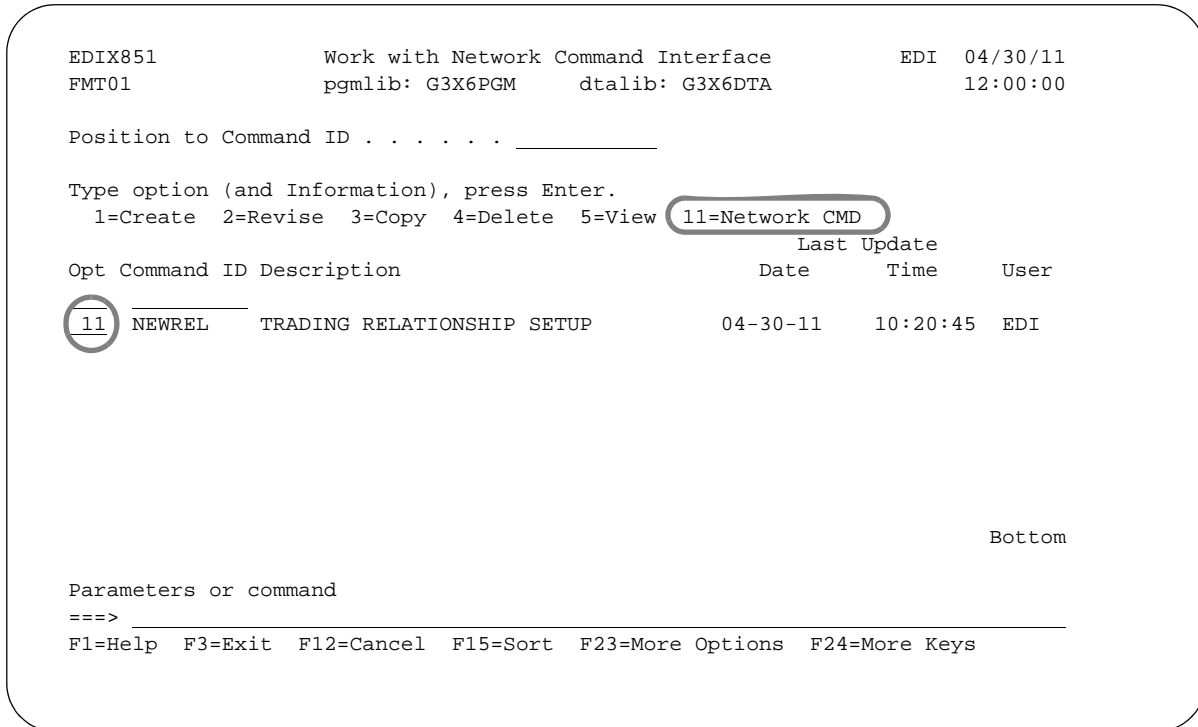 EDIX851 Work with Network Command Interface EDI 04/30/11
FMT01 pgmlib: G3X6PGM dtalib: G3X6DTA 12:00:00
Position to Command ID . . . . . .
Type option (and Information), press Enter.
1=Create 2=Revise 3=Copy 4=Delete 5=View 11=Network CMD
Last Update
Opt Command ID Description Date Time User
11 NEWREL TRADING RELATIONSHIP SETUP 04-30-11 10:20:45 EDI
Bottom
Parameters or command
===>
F1=Help F3=Exit F12=Cancel F15=Sort F23=More Options F24=More Keys